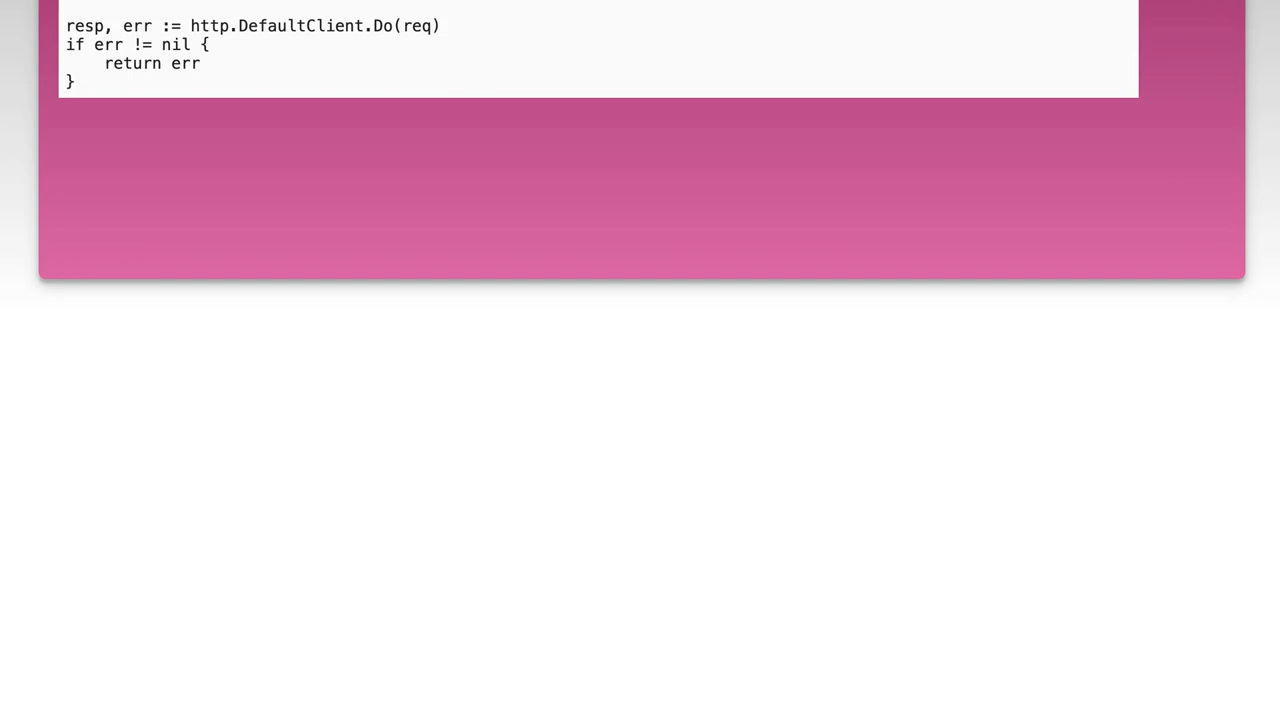 resp, err := http.DefaultClient.Do(req)
if err != nil {
    return err
}